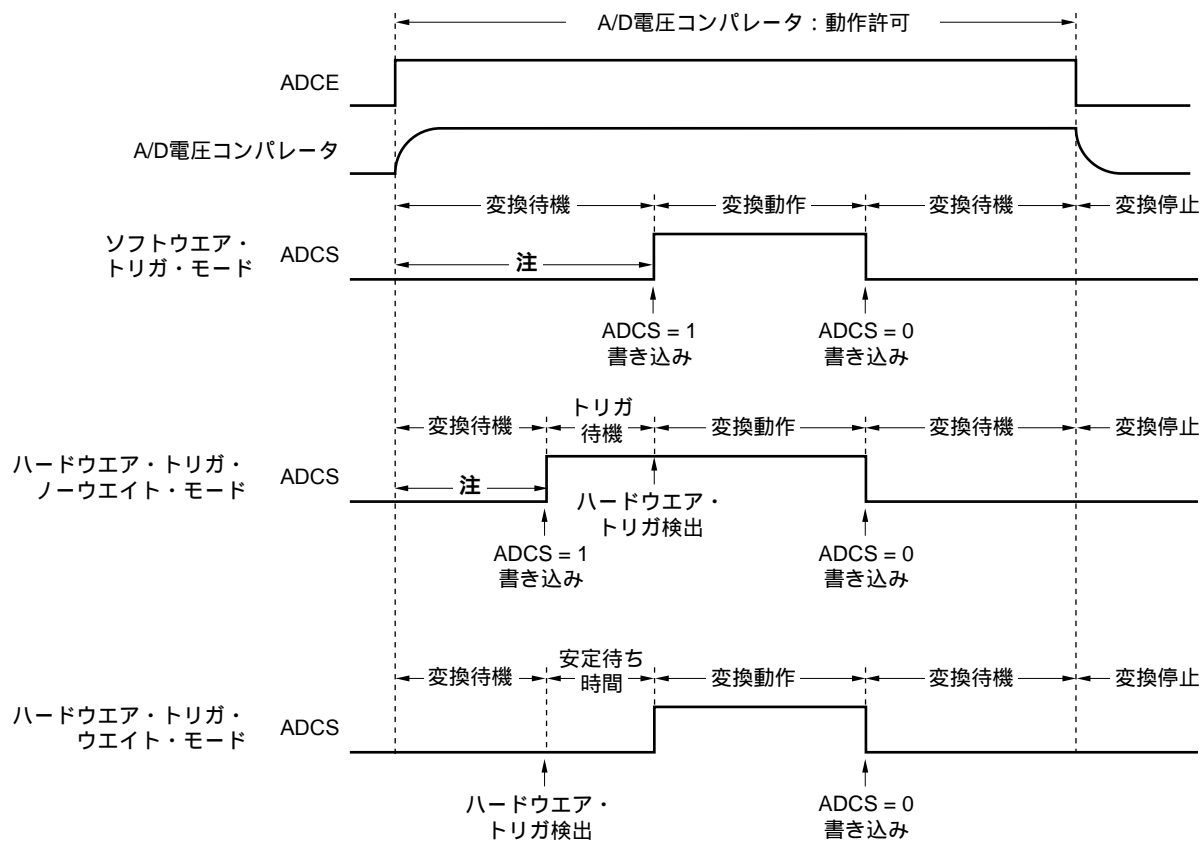 A/D電圧コンパレータ：動作許可
ADCE
A/D電圧コンパレータ
変換待機
変換動作
変換待機
変換停止
ソフトウエア・
トリガ・モード
ADCS
注
ADCS = 1
書き込み
ADCS = 0
書き込み
変換待機
トリガ
待機
変換動作
変換待機
変換停止
ハードウエア・トリガ・
ノーウエイト・モード
ADCS
注
ハードウエア・
トリガ検出
ADCS = 1
書き込み
ADCS = 0
書き込み
変換待機
安定待ち
時間
変換動作
変換待機
変換停止
ハードウエア・トリガ・
ウエイト・モード
ADCS
ハードウエア・
トリガ検出
ADCS = 0
書き込み